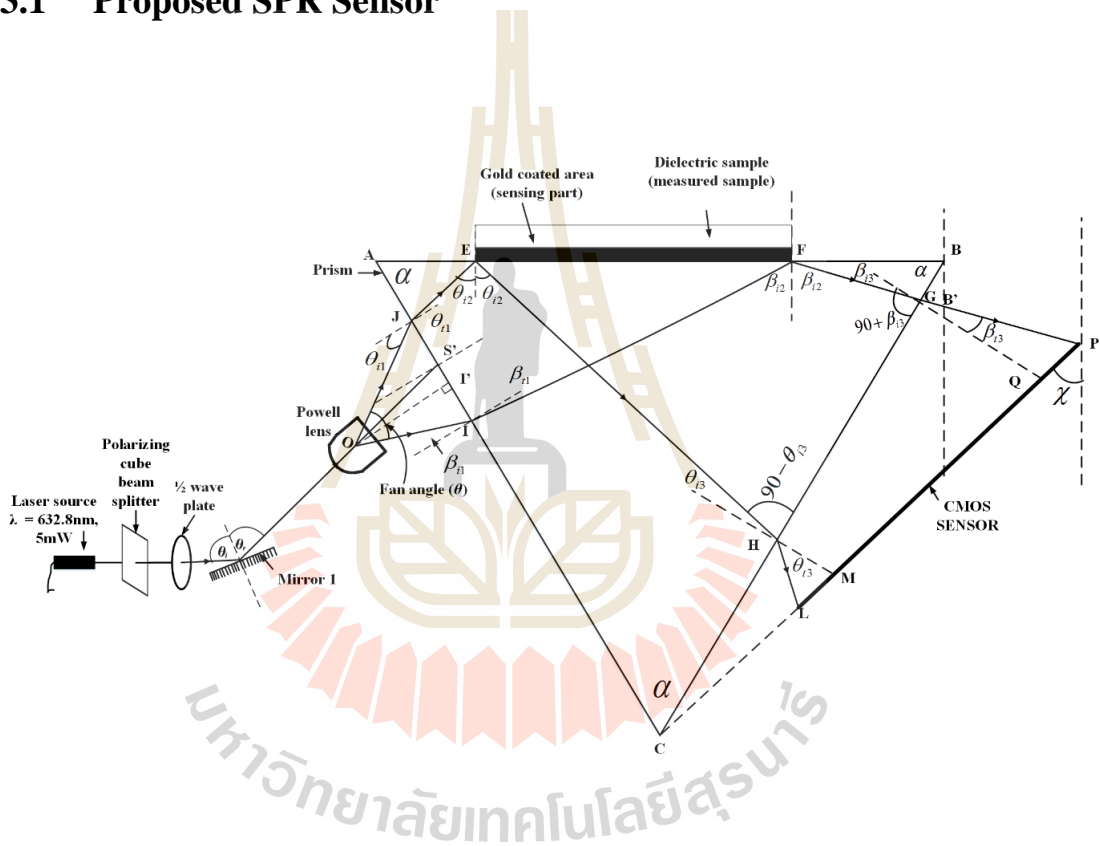 3.1 Proposed SPR Sensor
Dielectric sample
(measured sample)
Gold coated area
(sensing part)
A
E
F
B
Prism
α
θi2
θi2
βi2
βi2
βi3
α
G
B'
90+βi3
βi3
P
J
θt1
θi1
S'
I'
βt1
Q
χ
Powell
lens
O
I
βi1
Fan angle (θ)
Polarizing
cube
beam
splitter
½ wave
plate
Laser source
λ = 632.8nm,
5mW
θi
θr
Mirror 1
θi3
90−θi3
CMOS
SENSOR
H
θt3
M
L
α
C
มหาวิทยาลัยเทคโนโลยีสุรนารี